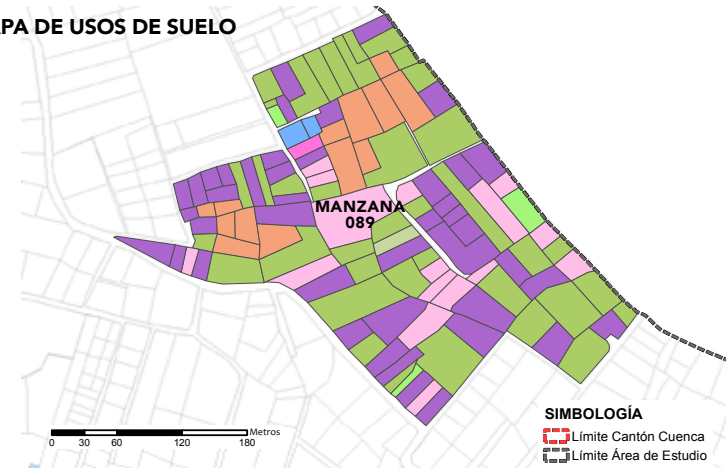 PA DE USOS DE SUELO
MANZANA
089
Metros
0 30 60 120 180
SIMBOLOGÍA
Límite Cantón Cuenca
Límite Área de Estudio